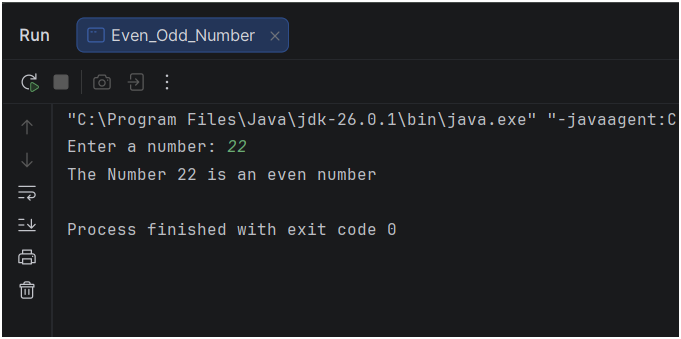 Run Even_Odd_Number
"C:\Program Files\Java\jdk-26.0.1\bin\java.exe" "-javaagent:C
Enter a number: 22
The Number 22 is an even number
Process finished with exit code 0